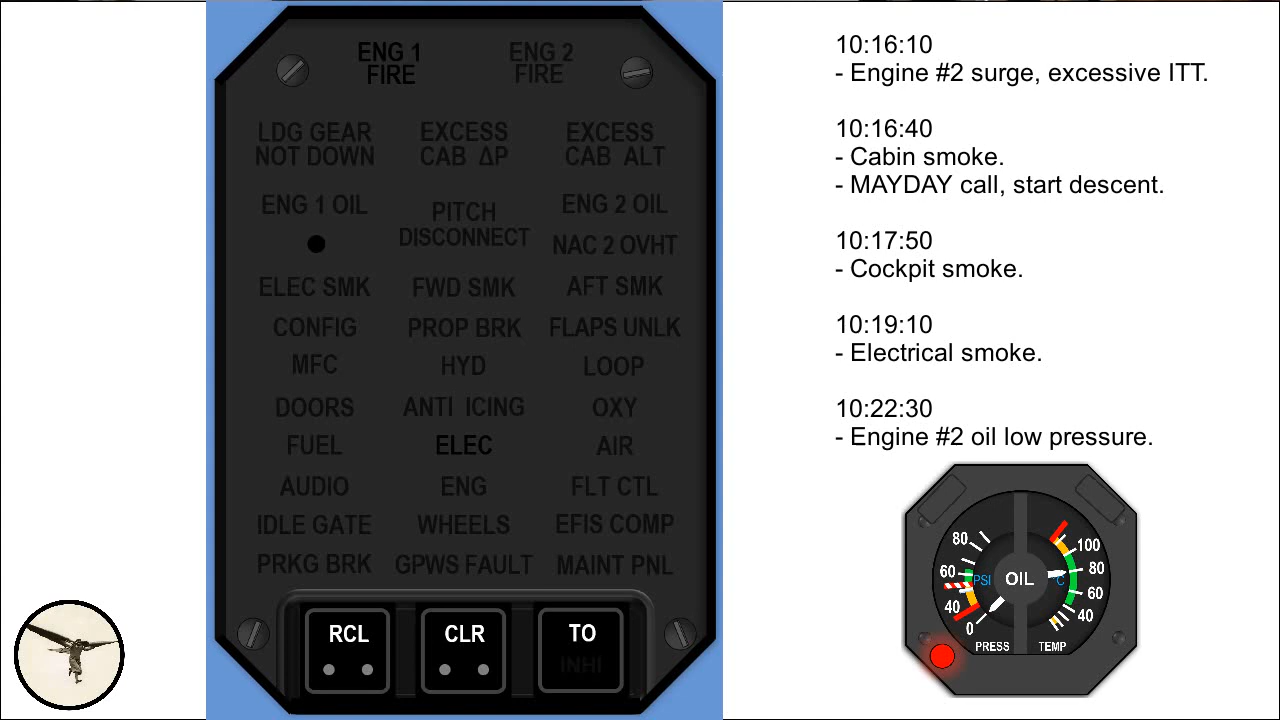 ENG 1 ENG 2
FIRE FIRE
LDG GEAR EXCESS EXCESS
NOT DOWN CAB ΔP CAB ALT
ENG 1 OIL PITCH ENG 2 OIL
DISCONNECT NAC 2 OVHT
ELEC SMK FWD SMK AFT SMK
CONFIG PROP BRK FLAPS UNLK
MFC HYD LOOP
DOORS ANTI ICING OXY
FUEL ELEC AIR
AUDIO ENG FLT CTL
IDLE GATE WHEELS EFIS COMP
PRKG BRK GPWS FAULT MAINT PNL
RCL CLR TO
INHI
10:16:10
- Engine #2 surge, excessive ITT.
10:16:40
- Cabin smoke.
- MAYDAY call, start descent.
10:17:50
- Cockpit smoke.
10:19:10
- Electrical smoke.
10:22:30
- Engine #2 oil low pressure.
80 100
60 PSI OIL °C 80
40 60
0 40
PRESS TEMP